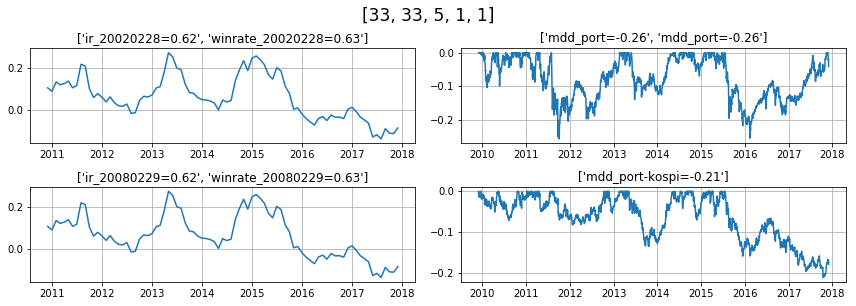 [33, 33, 5, 1, 1]
['ir_20020228=0.62', 'winrate_20020228=0.63']
0.2
0.0
2011 2012 2013 2014 2015 2016 2017 2018
['mdd_port=-0.26', 'mdd_port=-0.26']
0.0
−0.1
−0.2
2010 2011 2012 2013 2014 2015 2016 2017 2018
['ir_20080229=0.62', 'winrate_20080229=0.63']
0.2
0.0
2011 2012 2013 2014 2015 2016 2017 2018
['mdd_port-kospi=-0.21']
0.0
−0.1
−0.2
2010 2011 2012 2013 2014 2015 2016 2017 2018